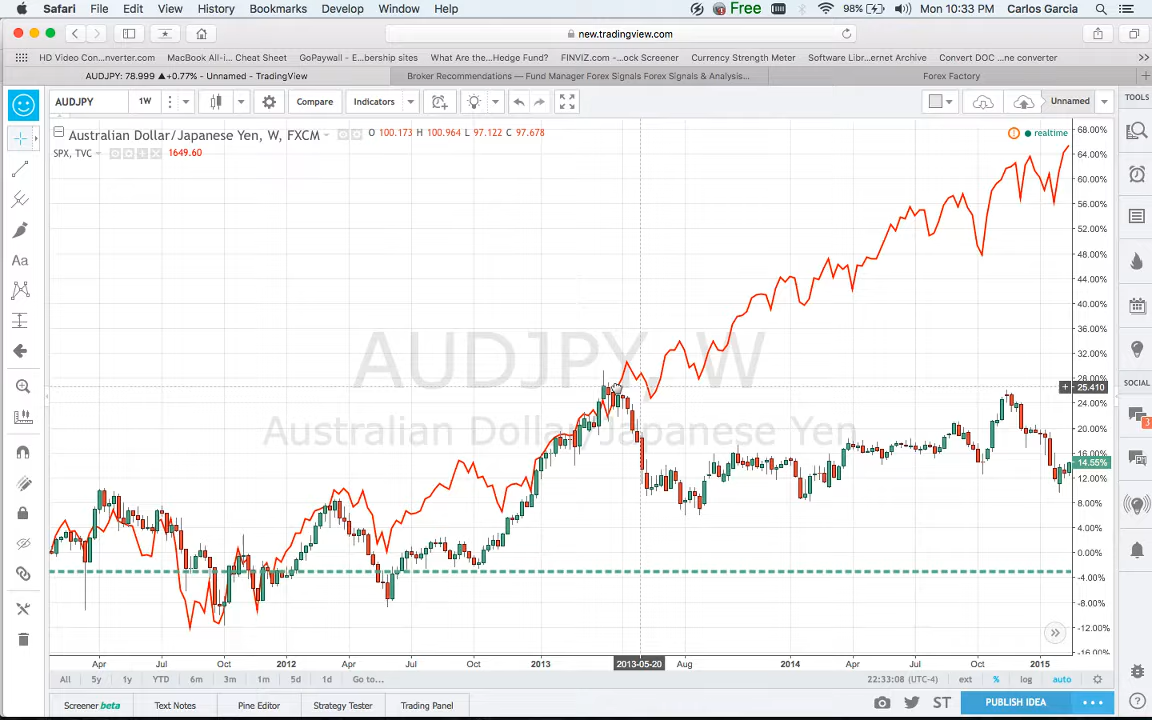 Safari File Edit View History Bookmarks Develop Window Help Free 98% Mon 10:33 PM Carlos Garcia
new.tradingview.com
HD Video Con...nverter.com MacBook All-i... Cheat Sheet GoPaywall - E...bership sites What Are the...Hedge Fund? FINVIZ.com -...ock Screener Currency Strength Meter Software Libr...ernet Archive Convert DOC ...ne converter
AUDJPY: 78.999 ▲+0.77% - Unnamed - TradingView Broker Recommendations — Fund Manager Forex Signals Forex Signals & Analysis... Forex Factory
AUDJPY 1W Compare Indicators Unnamed TOOLS
Australian Dollar/Japanese Yen, W, FXCM O 100.173 H 100.964 L 97.122 C 97.678 realtime
SPX, TVC 1649.60
68.00%
64.00%
60.00%
56.00%
52.00%
48.00%
44.00%
40.00%
36.00%
32.00%
28.00%
25.410
24.00%
20.00%
16.00%
14.55%
12.00%
8.00%
4.00%
0.00%
-4.00%
-8.00%
-12.00%
-16.00%
AUDJPY, W
Australian Dollar/Japanese Yen
Aa
SOCIAL
3
Apr Jul Oct 2012 Apr Jul Oct 2013 2013-05-20 Aug 2014 Apr Jul Oct 2015
All 5y 1y YTD 6m 3m 1m 5d 1d Go to... 22:33:08 (UTC-4) ext % log auto
Screener beta Text Notes Pine Editor Strategy Tester Trading Panel ST PUBLISH IDEA